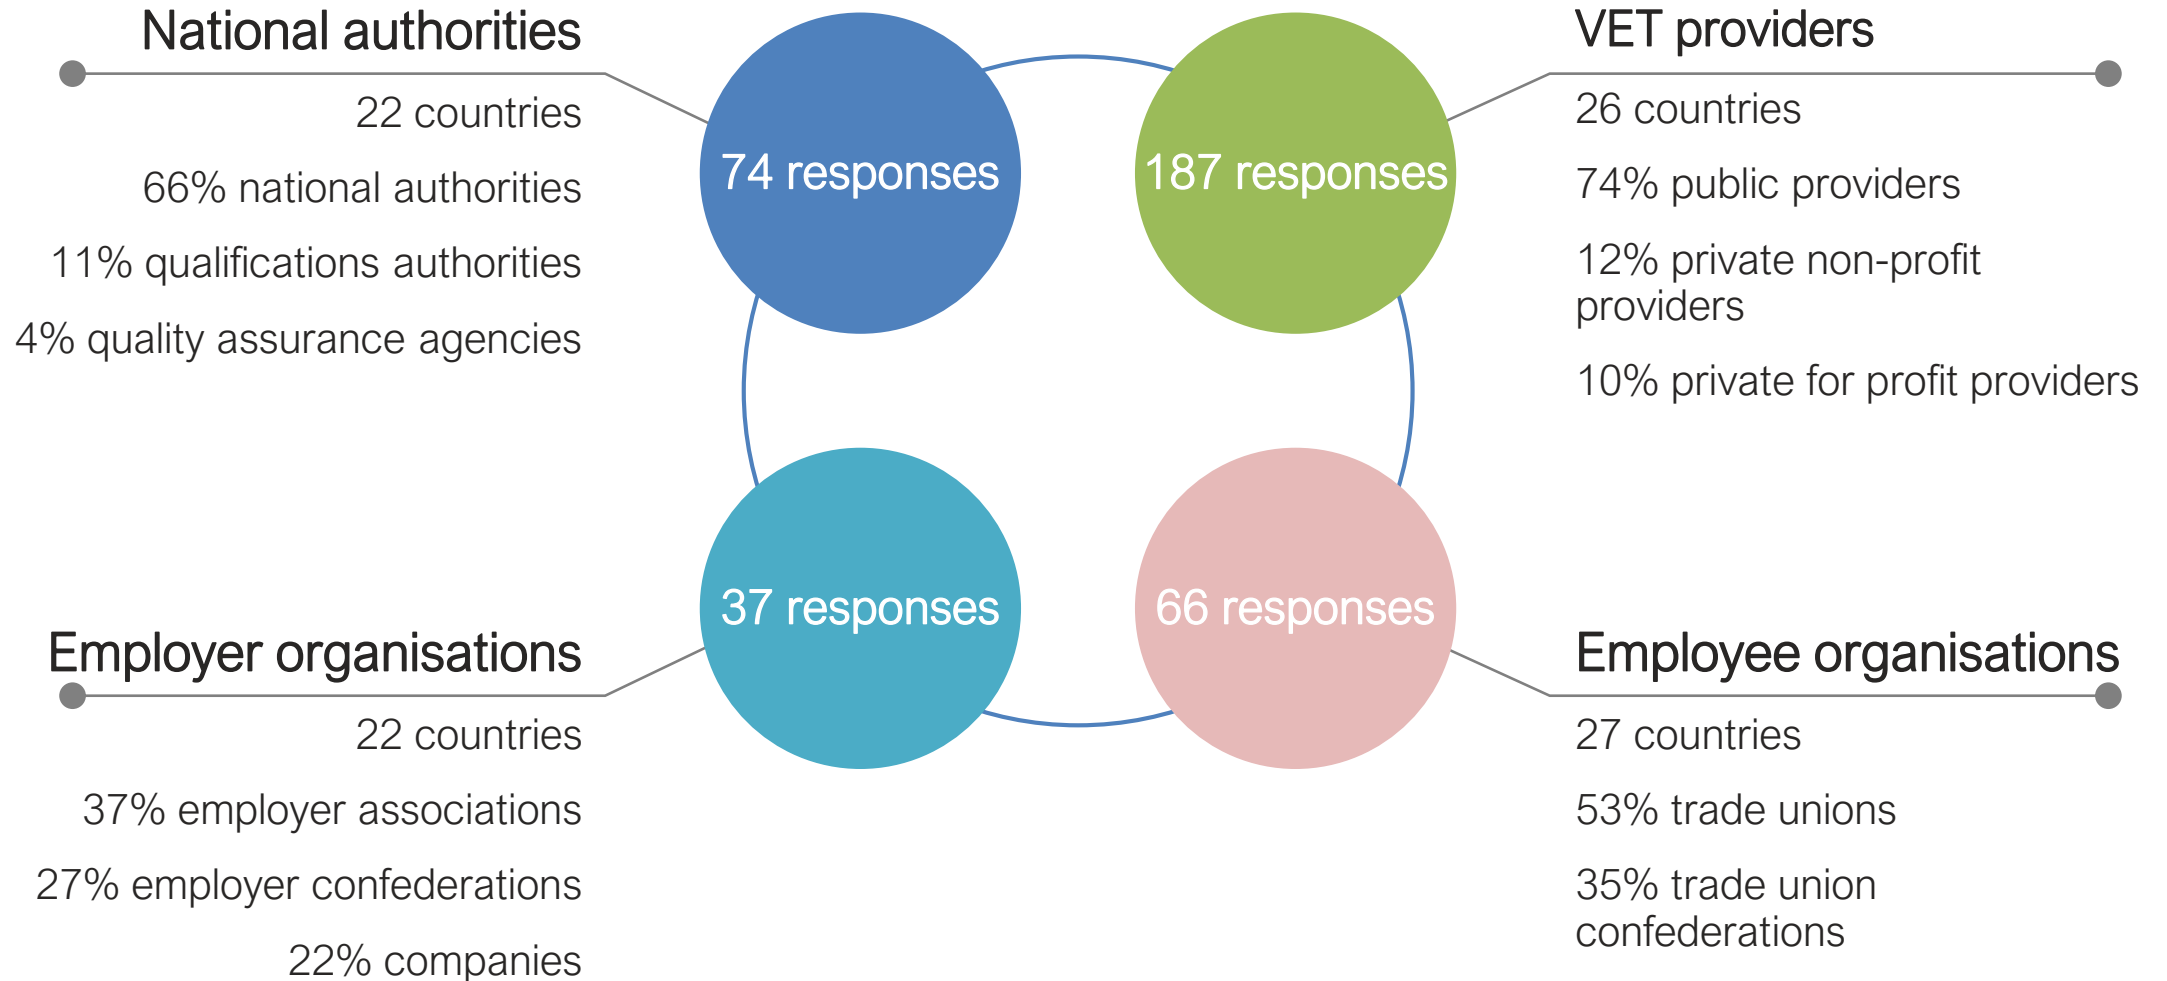 National authorities
22 countries
66% national authorities
11% qualifications authorities
4% quality assurance agencies
74 responses
187 responses
VET providers
26 countries
74% public providers
12% private non-profit
providers
10% private for profit providers
Employer organisations
22 countries
37% employer associations
27% employer confederations
22% companies
37 responses
66 responses
Employee organisations
27 countries
53% trade unions
35% trade union
confederations